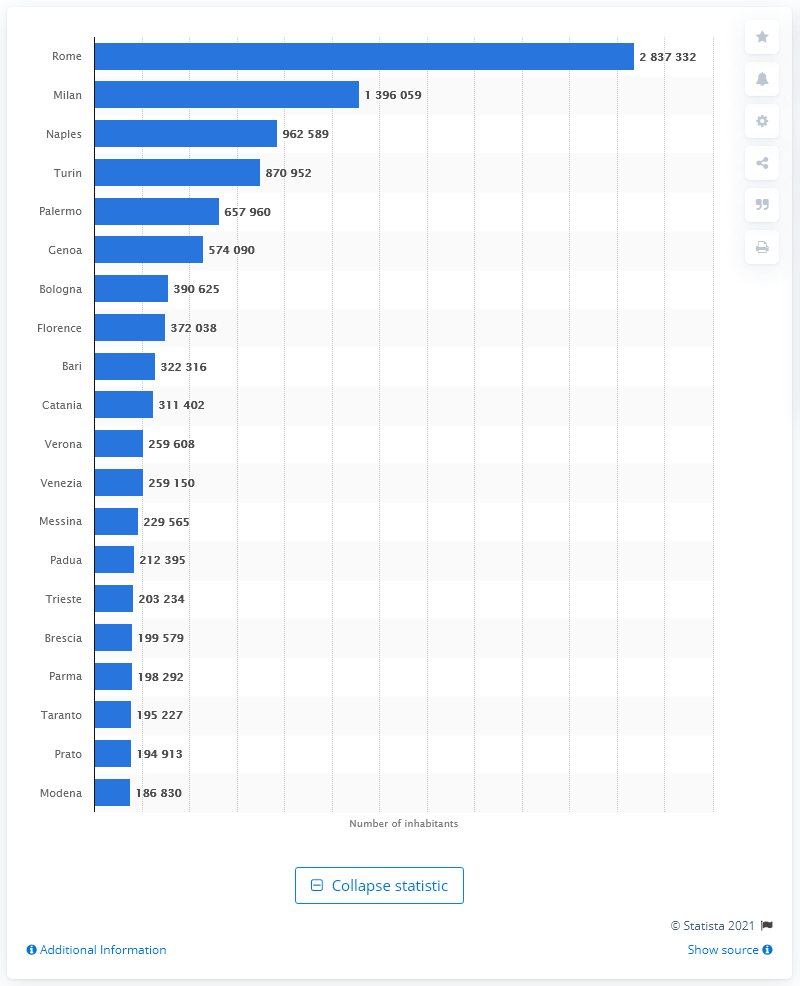 Rome 2 837 332
Milan 1 396 059
Naples 962 589
Turin 870 952
Palermo 657 960
Genoa 574 090
Bologna 390 625
Florence 372 038
Bari 322 316
Catania 311 402
Verona 259 608
Venezia 259 150
Messina 229 565
Padua 212 395
Trieste 203 234
Brescia 199 579
Parma 198 292
Taranto 195 227
Prato 194 913
Modena 186 830
Number of inhabitants
Collapse statistic
© Statista 2021
Additional Information
Show source